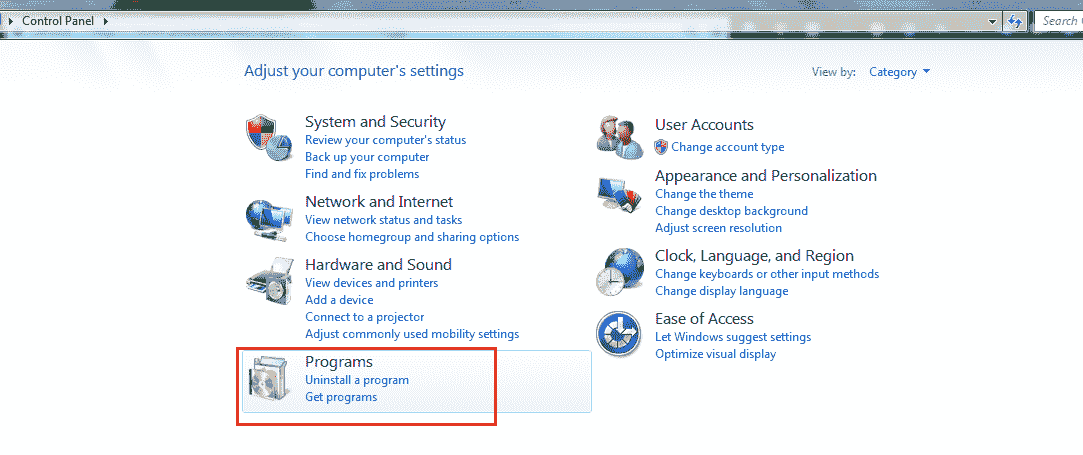 Control Panel
Search
Adjust your computer's settings
View by: Category
System and Security
Review your computer's status
Back up your computer
Find and fix problems
Network and Internet
View network status and tasks
Choose homegroup and sharing options
Hardware and Sound
View devices and printers
Add a device
Connect to a projector
Adjust commonly used mobility settings
Programs
Uninstall a program
Get programs
User Accounts
Change account type
Appearance and Personalization
Change the theme
Change desktop background
Adjust screen resolution
Clock, Language, and Region
Change keyboards or other input methods
Change display language
Ease of Access
Let Windows suggest settings
Optimize visual display